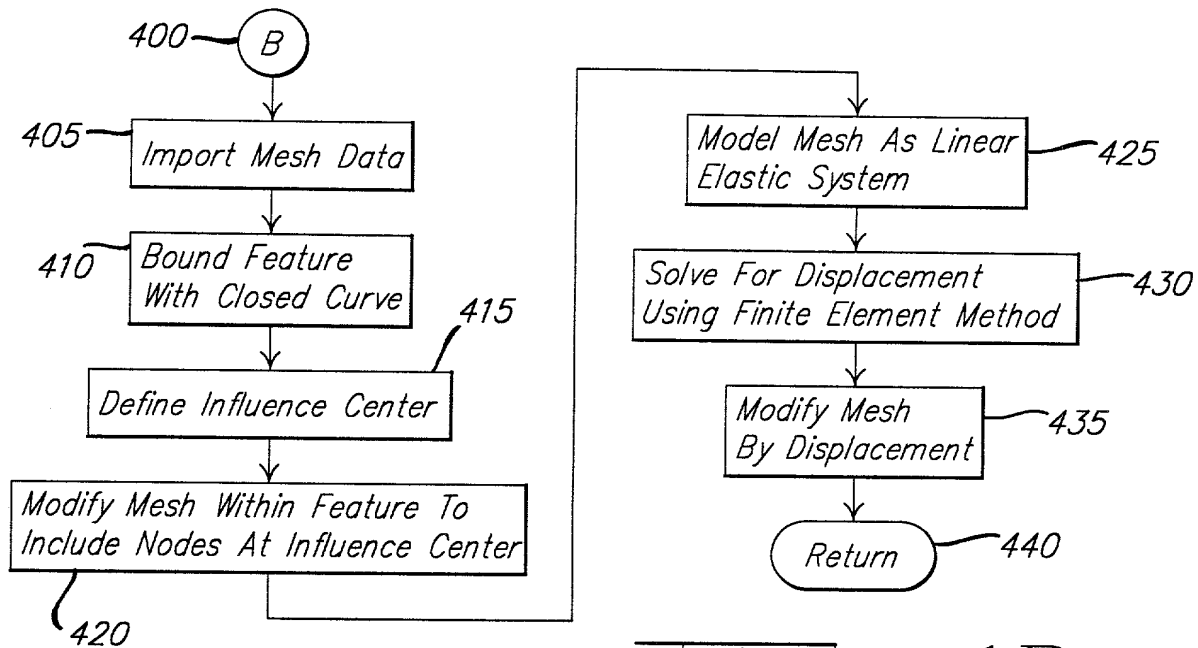 400
B
405
Import Mesh Data
410
Bound Feature
With Closed Curve
415
Define Influence Center
Modify Mesh Within Feature To
Include Nodes At Influence Center
420
Model Mesh As Linear
Elastic System
425
Solve For Displacement
Using Finite Element Method
430
Modify Mesh
By Displacement
435
Return
440